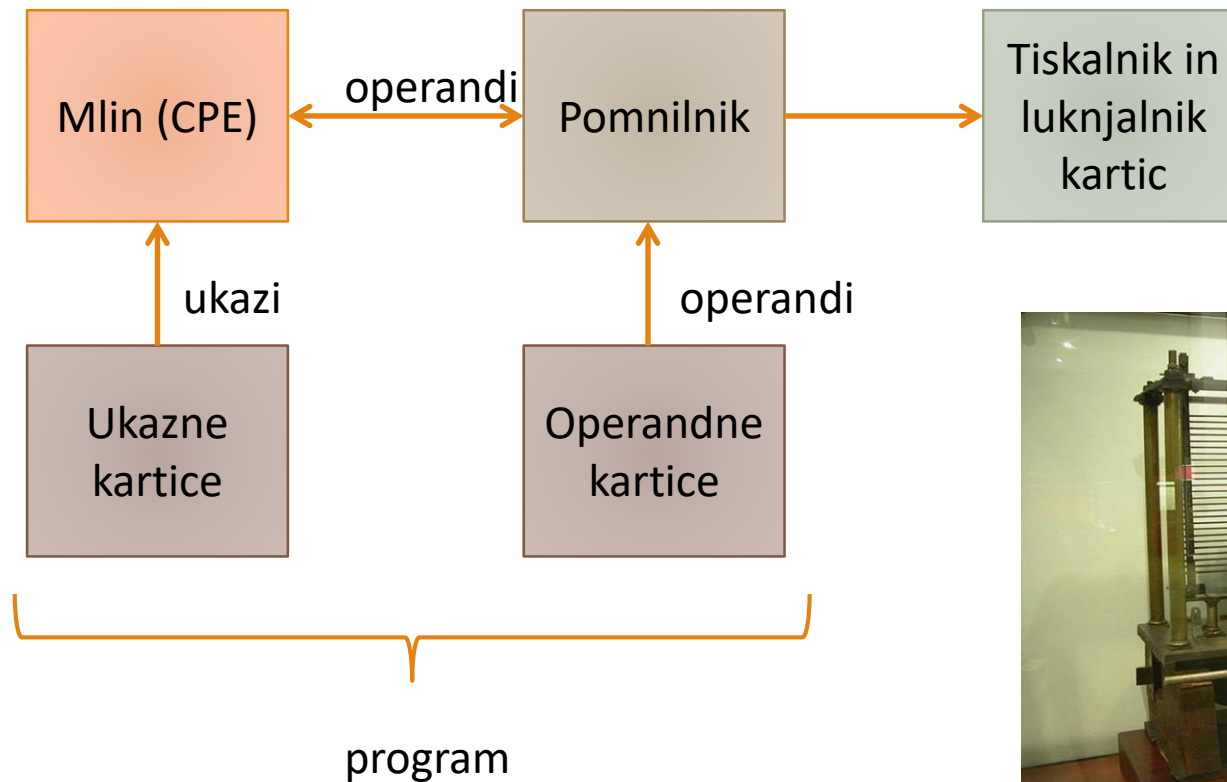 Mlin (CPE)
operandi
Pomnilnik
Tiskalnik in
luknjalnik
kartic
ukazi
operandi
Ukazne
kartice
Operandne
kartice
program